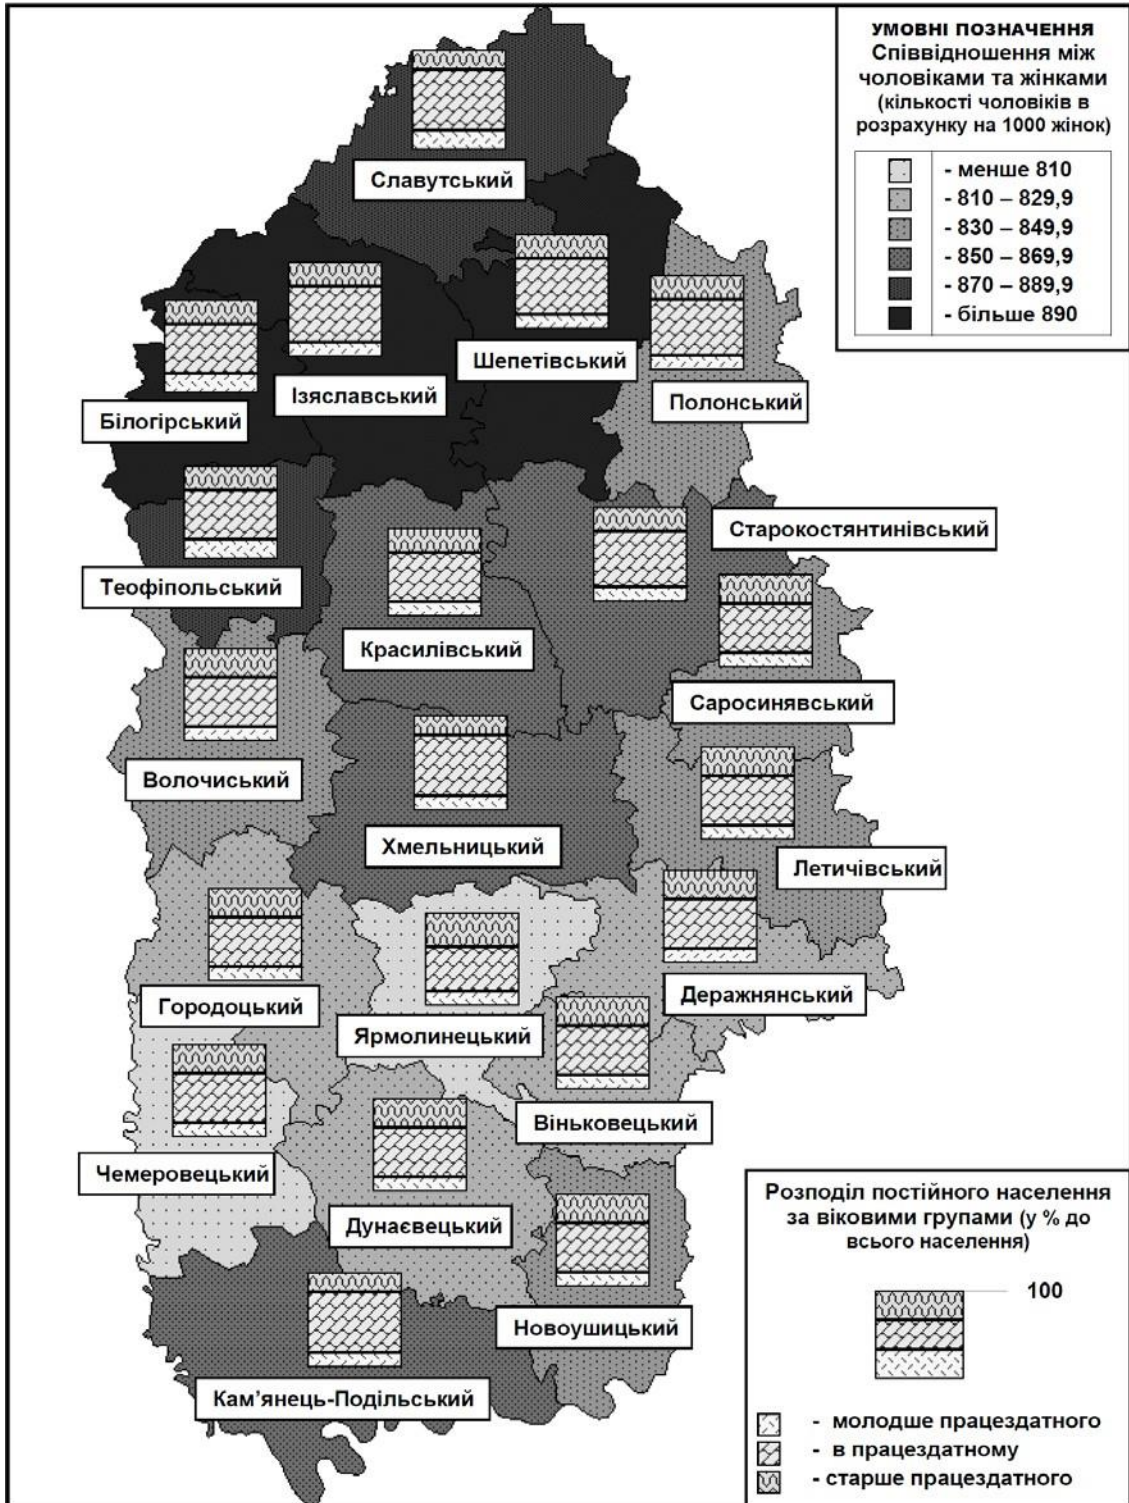 УМОВНІ ПОЗНАЧЕННЯ
Співвідношення між
чоловіками та жінками
(кількості чоловіків в
розрахунку на 1000 жінок)
- менше 810
- 810 – 829,9
- 830 – 849,9
- 850 – 869,9
- 870 – 889,9
- більше 890
Славутський
Шепетівський
Ізяславський
Полонський
Білогірський
Старокостянтинівський
Теофіпольський
Красилівський
Саросинявський
Волочиський
Хмельницький
Летичівський
Деражнянський
Городоцький
Ярмолинецький
Віньковецький
Чемеровецький
Дунаєвецький
Новоушицький
Кам’янець-Подільський
Розподіл постійного населення
за віковими групами (у % до
всього населення)
100
- молодше працездатного
- в працездатному
- старше працездатного